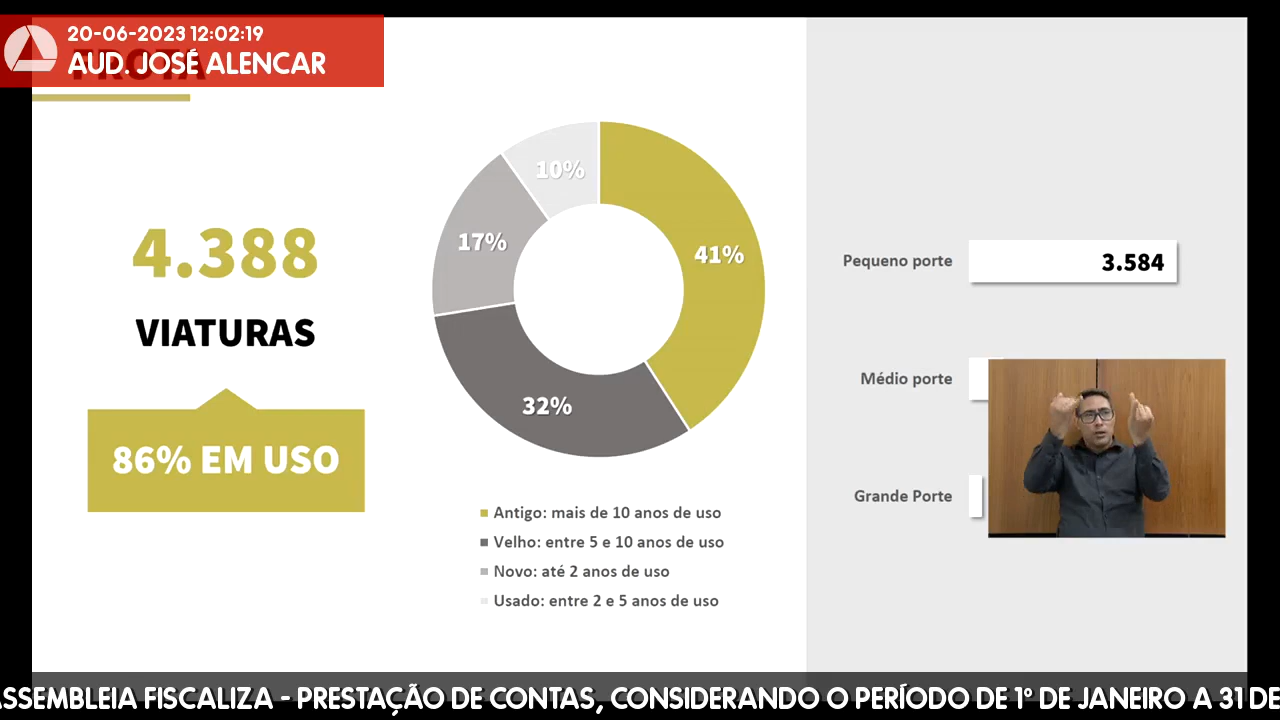 20-06-2023 12:02:19
AUD. JOSÉ ALENCAR
FROTA
4.388
VIATURAS
86% EM USO
10%
17%
41%
32%
Antigo: mais de 10 anos de uso
Velho: entre 5 e 10 anos de uso
Novo: até 2 anos de uso
Usado: entre 2 e 5 anos de uso
Pequeno porte
3.584
Médio porte
Grande Porte
ASSEMBLEIA FISCALIZA - PRESTAÇÃO DE CONTAS, CONSIDERANDO O PERÍODO DE 1º DE JANEIRO A 31 DE